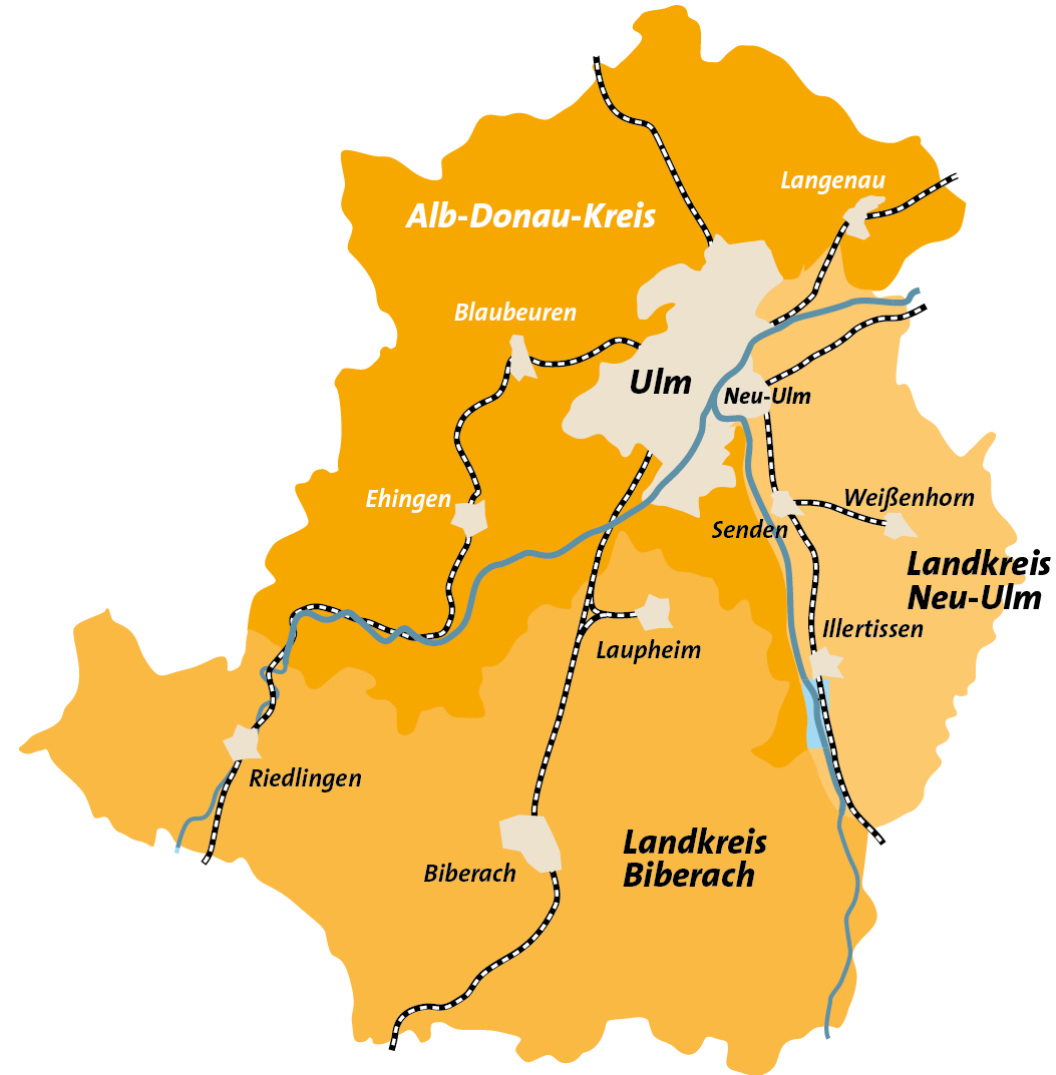 Langenau
Alb-Donau-Kreis
Blaubeuren
Ulm
Neu-Ulm
Ehingen
Weißenhorn
Senden
Landkreis
Neu-Ulm
Illertissen
Laupheim
Riedlingen
Landkreis
Biberach
Biberach